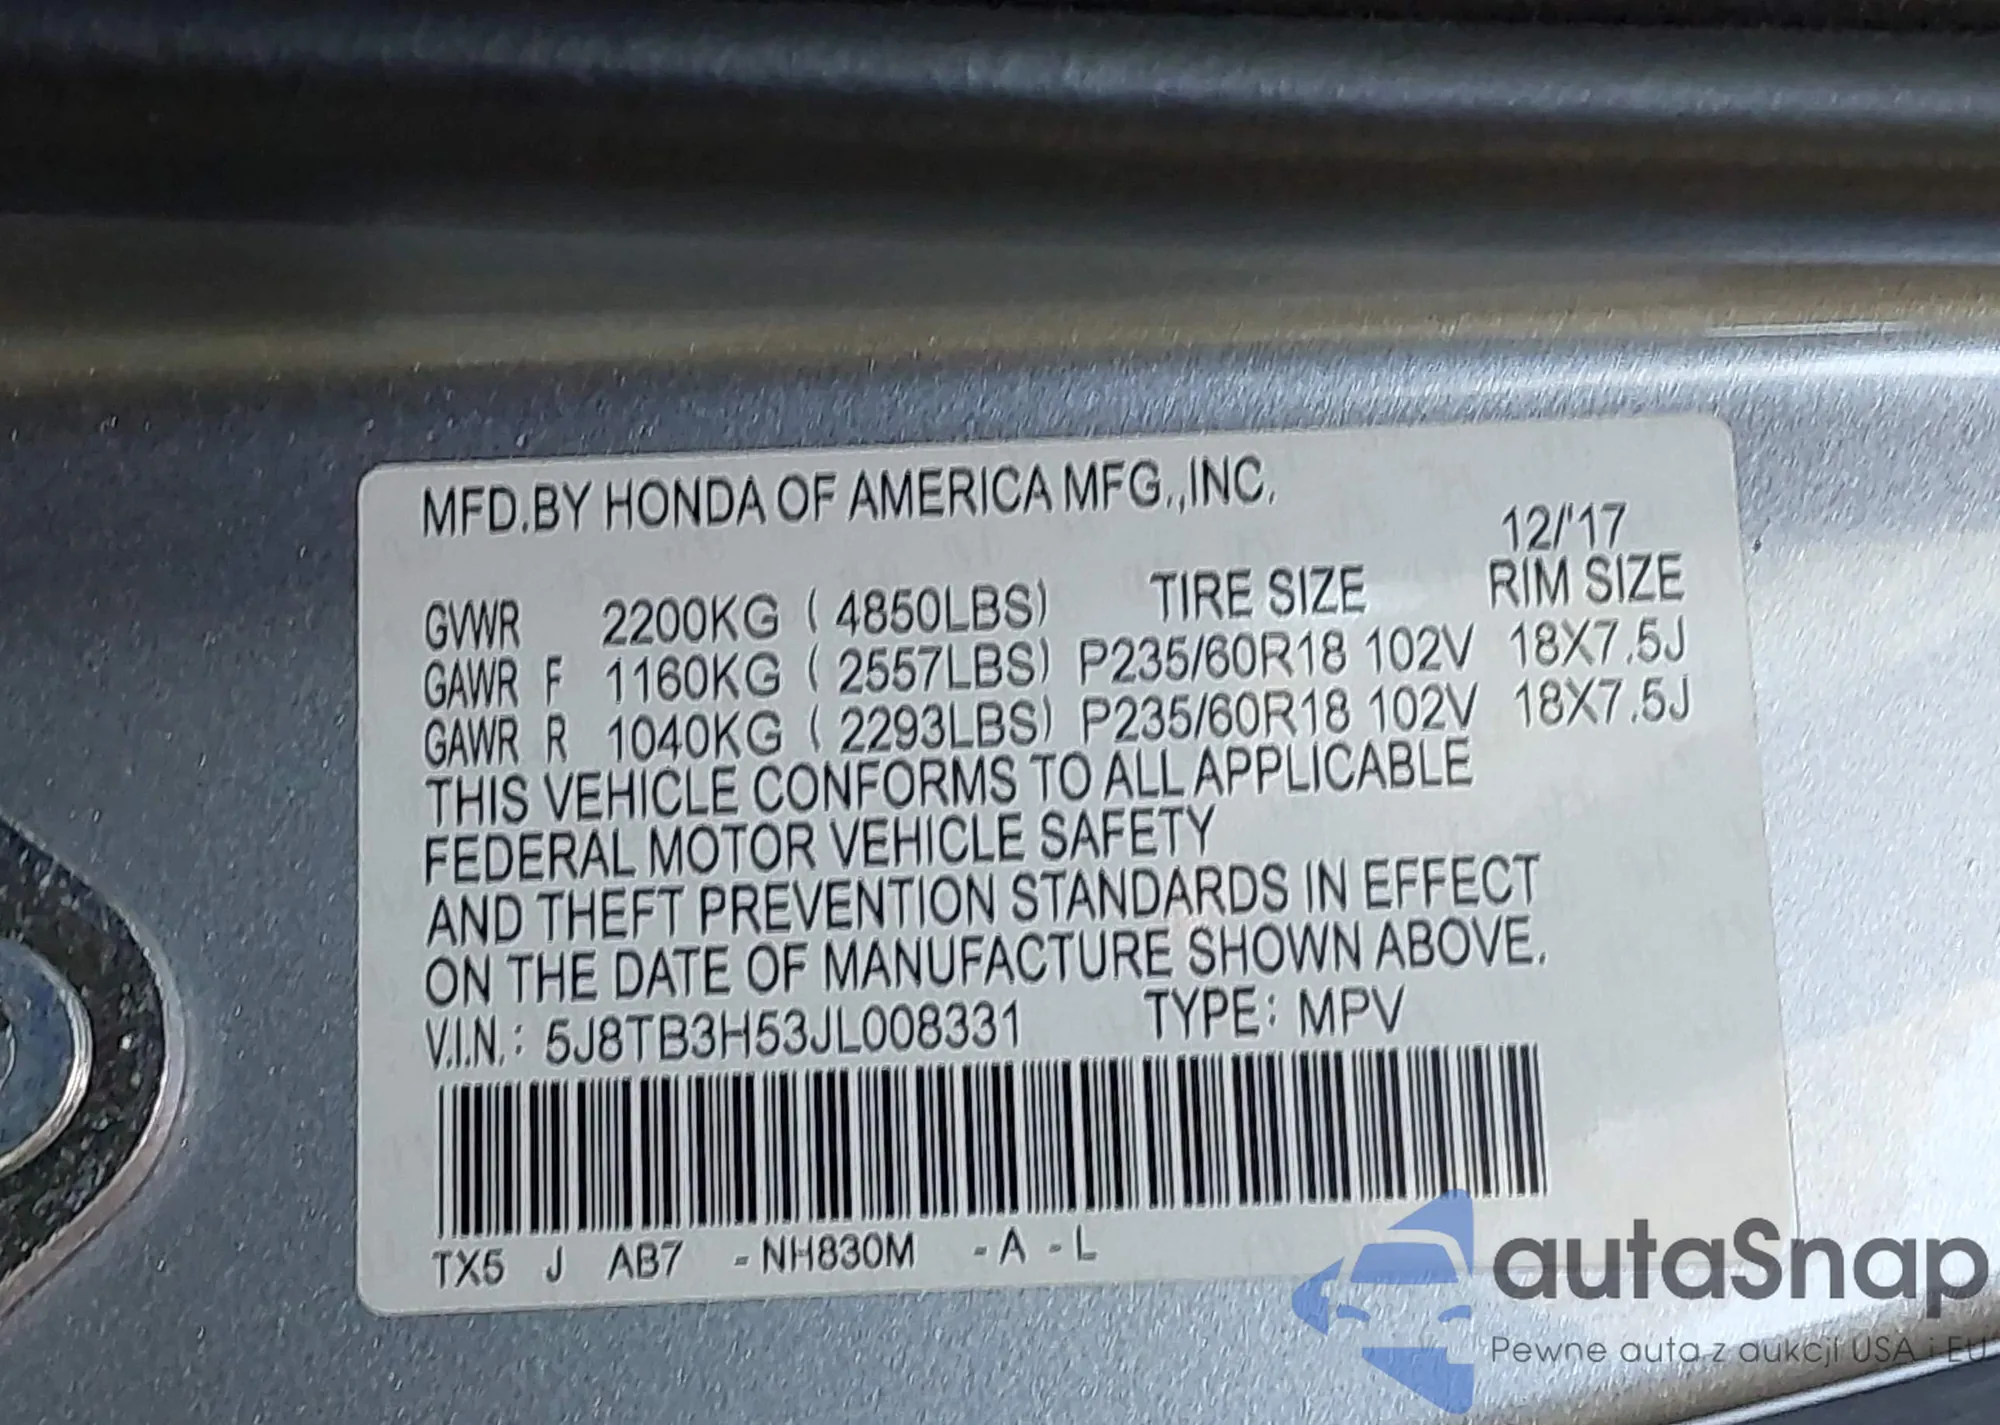 MFD.BY HONDA OF AMERICA MFG.,INC.
12/'17
GVWR 2200KG ( 4850LBS) TIRE SIZE RIM SIZE
GAWR F 1160KG ( 2557LBS) P235/60R18 102V 18X7.5J
GAWR R 1040KG ( 2293LBS) P235/60R18 102V 18X7.5J
THIS VEHICLE CONFORMS TO ALL APPLICABLE
FEDERAL MOTOR VEHICLE SAFETY
AND THEFT PREVENTION STANDARDS IN EFFECT
ON THE DATE OF MANUFACTURE SHOWN ABOVE.
V.I.N.: 5J8TB3H53JL008331 TYPE: MPV
TX5 J AB7 -NH830M -A -L
autaSnap
Pewne auta z aukcji USA i EU